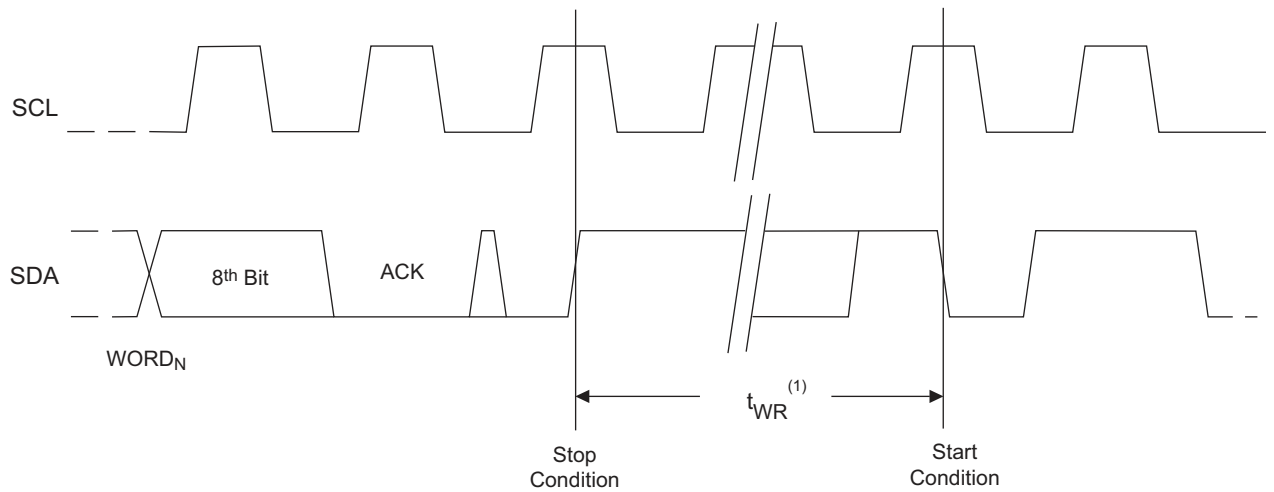 SCL
SDA
8th Bit
ACK
WORDN
tWR(1)
Stop
Condition
Start
Condition